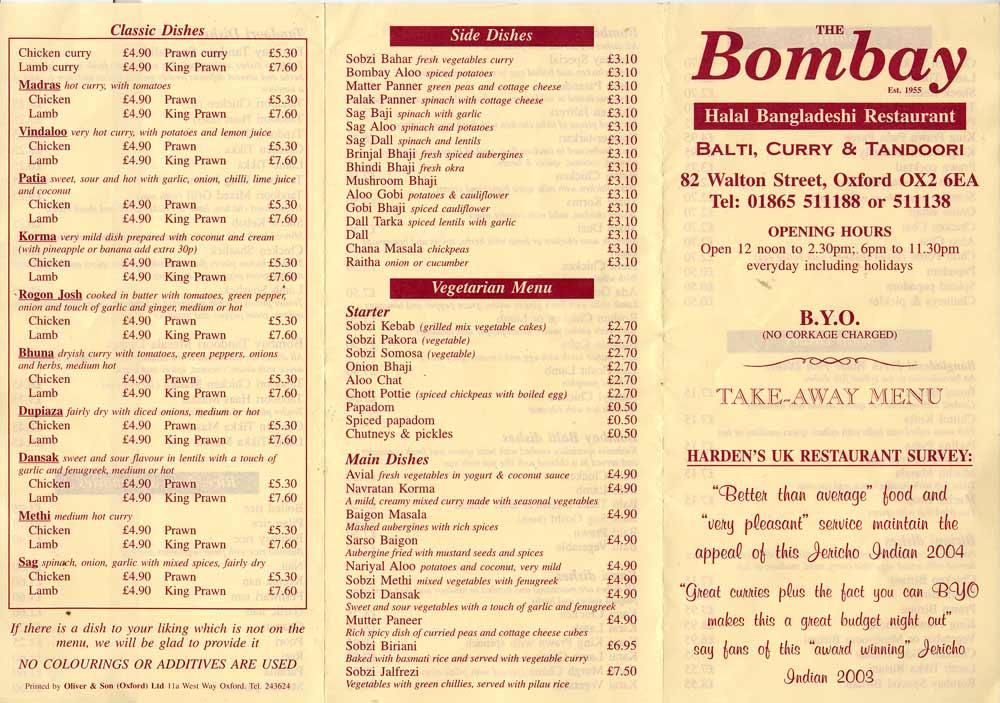 Classic Dishes
Chicken curry £4.90 Prawn curry £5.30
Lamb curry £4.90 King Prawn £7.60
Madras hot curry, with tomatoes
Chicken £4.90 Prawn £5.30
Lamb £4.90 King Prawn £7.60
Vindaloo very hot curry, with potatoes and lemon juice
Chicken £4.90 Prawn £5.30
Lamb £4.90 King Prawn £7.60
Patia sweet, sour and hot with garlic, onion, chilli, lime juice
and coconut
Chicken £4.90 Prawn £5.30
Lamb £4.90 King Prawn £7.60
Korma very mild dish prepared with coconut and cream
(with pineapple or banana add extra 30p)
Chicken £4.90 Prawn £5.30
Lamb £4.90 King Prawn £7.60
Rogon Josh cooked in butter with tomatoes, green pepper,
onion and touch of garlic and ginger, medium or hot
Chicken £4.90 Prawn £5.30
Lamb £4.90 King Prawn £7.60
Bhuna dryish curry with tomatoes, green peppers, onions
and herbs, medium hot
Chicken £4.90 Prawn £5.30
Lamb £4.90 King Prawn £7.60
Dupiaza fairly dry with diced onions, medium or hot
Chicken £4.90 Prawn £5.30
Lamb £4.90 King Prawn £7.60
Dansak sweet and sour flavour in lentils with a touch of
garlic and fenugreek, medium or hot
Chicken £4.90 Prawn £5.30
Lamb £4.90 King Prawn £7.60
Methi medium hot curry
Chicken £4.90 Prawn £5.30
Lamb £4.90 King Prawn £7.60
Sag spinach, onion, garlic with mixed spices, fairly dry
Chicken £4.90 Prawn £5.30
Lamb £4.90 King Prawn £7.60
If there is a dish to your liking which is not on the
menu, we will be glad to provide it
NO COLOURINGS OR ADDITIVES ARE USED
Printed by Oliver & Son (Oxford) Ltd 11a West Way Oxford. Tel. 243624
Side Dishes
Sobzi Bahar fresh vegetables curry £3.10
Bombay Aloo spiced potatoes £3.10
Matter Panner green peas and cottage cheese £3.10
Palak Panner spinach with cottage cheese £3.10
Sag Baji spinach with garlic £3.10
Sag Aloo spinach and potatoes £3.10
Sag Dall spinach and lentils £3.10
Brinjal Bhaji fresh spiced aubergines £3.10
Bhindi Bhaji fresh okra £3.10
Mushroom Bhaji £3.10
Aloo Gobi potatoes & cauliflower £3.10
Gobi Bhaji spiced cauliflower £3.10
Dall Tarka spiced lentils with garlic £3.10
Dall £3.10
Chana Masala chickpeas £3.10
Raitha onion or cucumber £3.10
Vegetarian Menu
Starter
Sobzi Kebab (grilled mix vegetable cakes) £2.70
Sobzi Pakora (vegetable) £2.70
Sobzi Somosa (vegetable) £2.70
Onion Bhaji £2.70
Aloo Chat £2.70
Chott Pottie (spiced chickpeas with boiled egg) £2.70
Papadom £0.50
Spiced papadom £0.50
Chutneys & pickles £0.50
Main Dishes
Avial fresh vegetables in yogurt & coconut sauce £4.90
Navratan Korma £4.90
A mild, creamy mixed curry made with seasonal vegetables
Baigon Masala £4.90
Mashed aubergines with rich spices
Sarso Baigon £4.90
Aubergine fried with mustard seeds and spices
Nariyal Aloo potatoes and coconut, very mild £4.90
Sobzi Methi mixed vegetables with fenugreek £4.90
Sobzi Dansak £4.90
Sweet and sour vegetables with a touch of garlic and fenugreek
Mutter Paneer £4.90
Rich spicy dish of curried peas and cottage cheese cubes
Sobzi Biriani £6.95
Baked with basmati rice and served with vegetable curry
Sobzi Jalfrezi £7.50
Vegetables with green chillies, served with pilau rice
THE
Bombay
Est. 1955
Halal Bangladeshi Restaurant
BALTI, CURRY & TANDOORI
82 Walton Street, Oxford OX2 6EA
Tel: 01865 511188 or 511138
OPENING HOURS
Open 12 noon to 2.30pm; 6pm to 11.30pm
everyday including holidays
B.Y.O.
(NO CORKAGE CHARGED)
TAKE-AWAY MENU
HARDEN'S UK RESTAURANT SURVEY:
"Better than average" food and
"very pleasant" service maintain the
appeal of this Jericho Indian 2004
"Great curries plus the fact you can BYO
makes this a great budget night out"
say fans of this "award winning" Jericho
Indian 2003